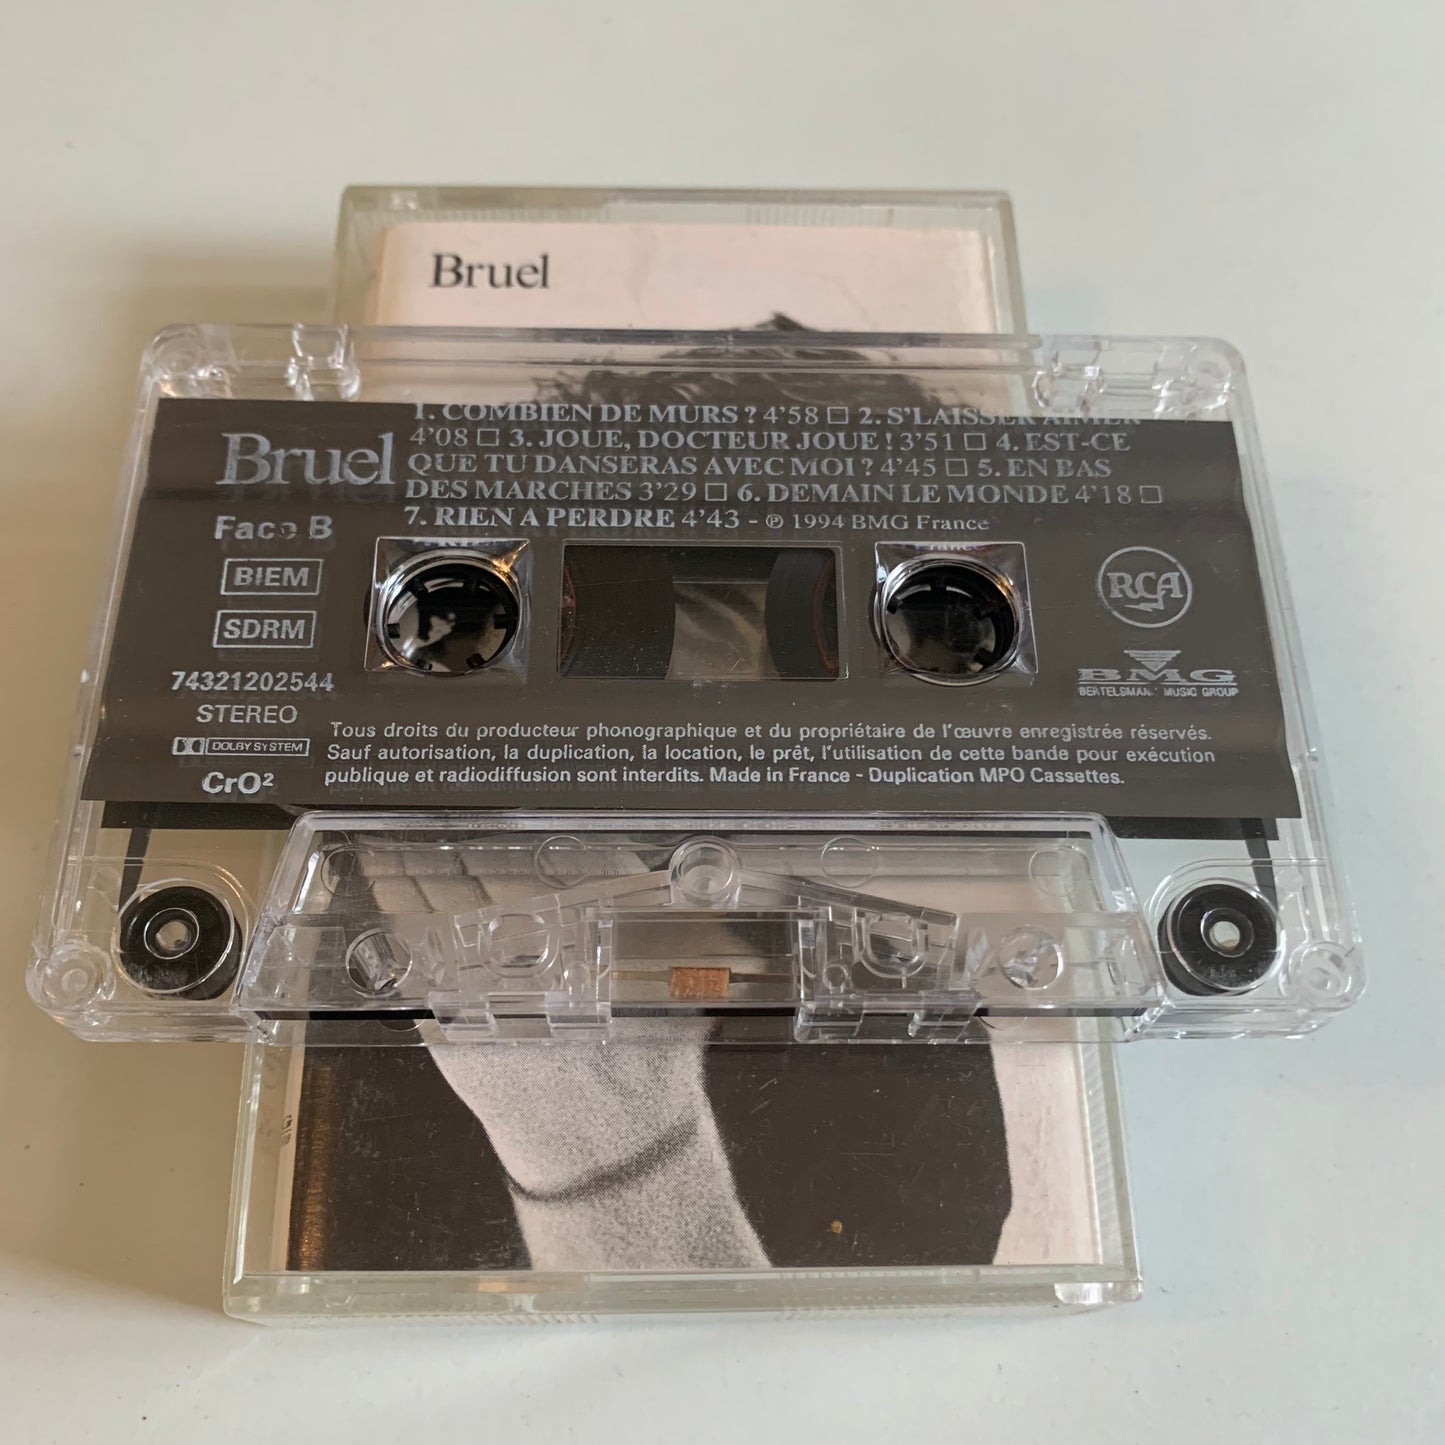 Bruel
1. COMBIEN DE MURS ? 4'58 □ 2. S'LAISSER AIMER
4'08 □ 3. JOUE, DOCTEUR JOUE ! 3'51 □ 4. EST-CE
QUE TU DANSERAS AVEC MOI ? 4'45 □ 5. EN BAS
DES MARCHES 3'29 □ 6. DEMAIN LE MONDE 4'18 □
7. RIEN A PERDRE 4'43 - ℗ 1994 BMG France
Bruel
Face B
BIEM
SDRM
74321202544
STEREO
DOLBY SYSTEM
CrO²
RCA
BMG
BERTELSMANN MUSIC GROUP
Tous droits du producteur phonographique et du propriétaire de l'œuvre enregistrée réservés.
Sauf autorisation, la duplication, la location, le prêt, l'utilisation de cette bande pour exécution
publique et radiodiffusion sont interdits. Made in France - Duplication MPO Cassettes.